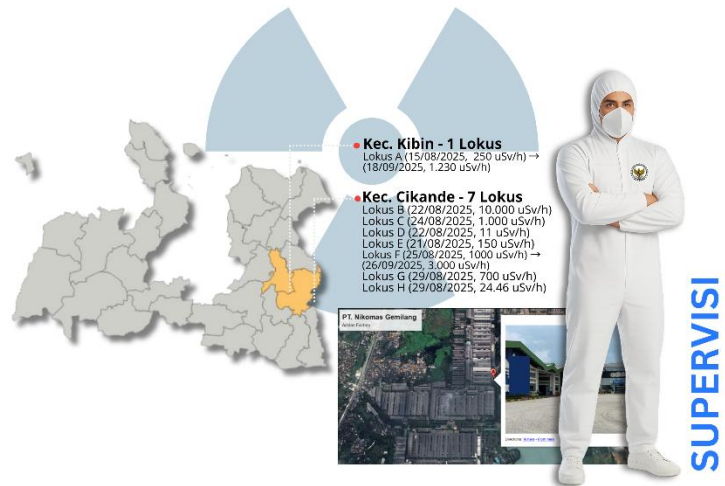 Kec. Kibin - 1 Lokus
Lokus A (15/08/2025, 250 uSv/h) →
(18/09/2025, 1.230 uSv/h)
Kec. Cikande - 7 Lokus
Lokus B (22/08/2025, 10.000 uSv/h)
Lokus C (24/08/2025, 1.000 uSv/h)
Lokus D (22/08/2025, 11 uSv/h)
Lokus E (21/08/2025, 150 uSv/h)
Lokus F (25/08/2025, 1000 uSv/h) →
(26/09/2025, 3.000 uSv/h)
Lokus G (29/08/2025, 700 uSv/h)
Lokus H (29/08/2025, 24.46 uSv/h)
PT. Nikomas Gemilang
SUPERVISI